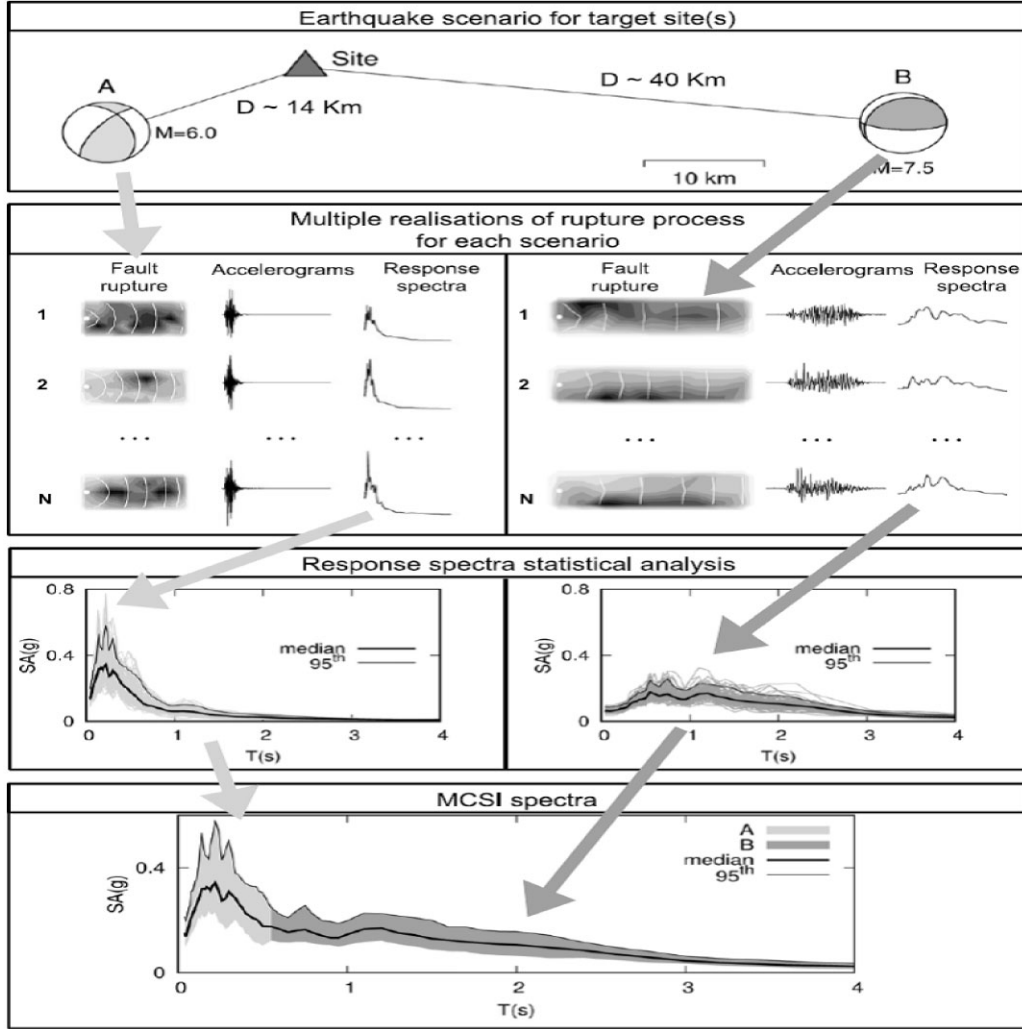 Earthquake scenario for target site(s)
A
Site
B
D ~ 14 Km
D ~ 40 Km
M=6.0
10 km
M=7.5
Multiple realisations of rupture process
for each scenario
Fault
rupture
Accelerograms
Response
spectra
Fault
rupture
Accelerograms
Response
spectra
1
2
...
...
...
N
1
2
...
...
...
N
Response spectra statistical analysis
0.8
0.4
0
SA(g)
median
95th
0 1 2 3 4
T(s)
0.8
0.4
0
SA(g)
median
95th
0 1 2 3 4
T(s)
MCSI spectra
0.4
0
SA(g)
A
B
median
95th
0 1 2 3 4
T(s)